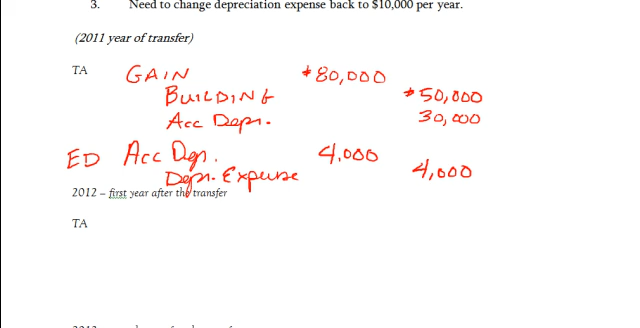 3. Need to change depreciation expense back to $10,000 per year.
(2011 year of transfer)
TA GAIN $80,000
BUILDING $50,000
Acc Depr. 30,000
ED Acc Dep. 4,000
Depr. Expense 4,000
2012 – first year after the transfer
TA